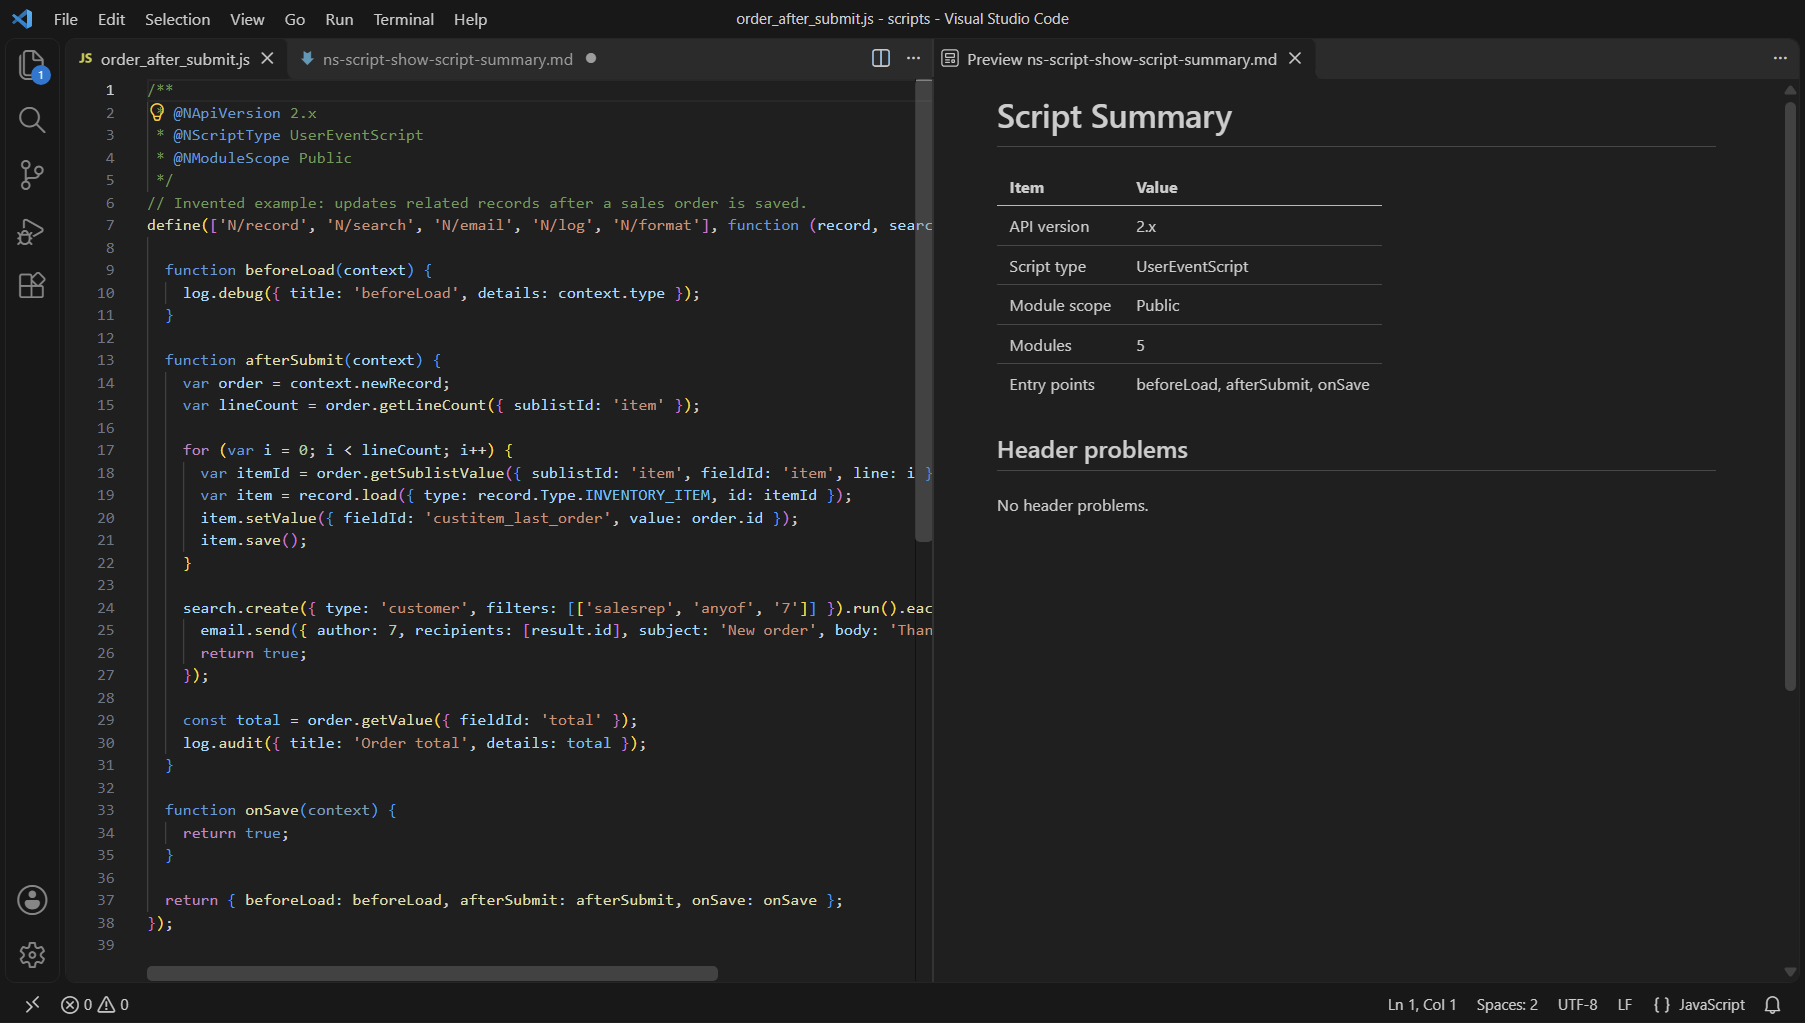 File Edit Selection View Go Run Terminal Help
order_after_submit.js - scripts - Visual Studio Code
1
JS order_after_submit.js
ns-script-show-script-summary.md
Preview ns-script-show-script-summary.md
1 /**
2 * @NApiVersion 2.x
3 * @NScriptType UserEventScript
4 * @NModuleScope Public
5 */
6 // Invented example: updates related records after a sales order is saved.
7 define(['N/record', 'N/search', 'N/email', 'N/log', 'N/format'], function (record, searc
8
9 function beforeLoad(context) {
10 log.debug({ title: 'beforeLoad', details: context.type });
11 }
12
13 function afterSubmit(context) {
14 var order = context.newRecord;
15 var lineCount = order.getLineCount({ sublistId: 'item' });
16
17 for (var i = 0; i < lineCount; i++) {
18 var itemId = order.getSublistValue({ sublistId: 'item', fieldId: 'item', line: i }
19 var item = record.load({ type: record.Type.INVENTORY_ITEM, id: itemId });
20 item.setValue({ fieldId: 'custitem_last_order', value: order.id });
21 item.save();
22 }
23
24 search.create({ type: 'customer', filters: [['salesrep', 'anyof', '7']] }).run().eac
25 email.send({ author: 7, recipients: [result.id], subject: 'New order', body: 'Than
26 return true;
27 });
28
29 const total = order.getValue({ fieldId: 'total' });
30 log.audit({ title: 'Order total', details: total });
31 }
32
33 function onSave(context) {
34 return true;
35 }
36
37 return { beforeLoad: beforeLoad, afterSubmit: afterSubmit, onSave: onSave };
38 });
39
Script Summary
Item Value
API version 2.x
Script type UserEventScript
Module scope Public
Modules 5
Entry points beforeLoad, afterSubmit, onSave
Header problems
No header problems.
0 0
Ln 1, Col 1 Spaces: 2 UTF-8 LF { } JavaScript